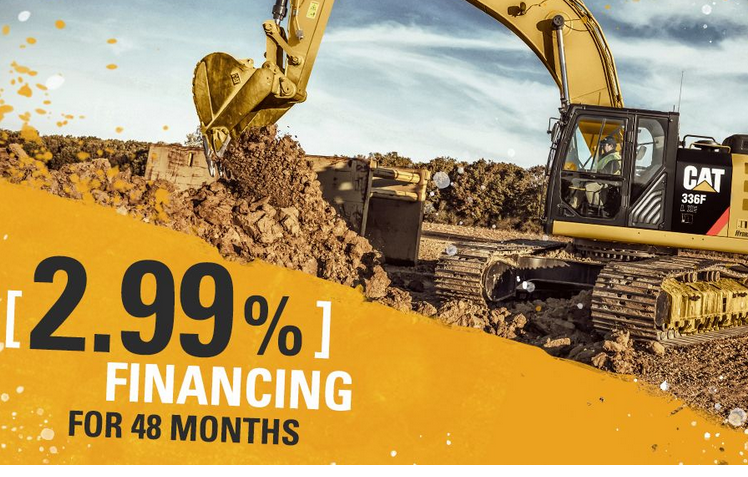 CAT
336F
[2.99%]
FINANCING
FOR 48 MONTHS